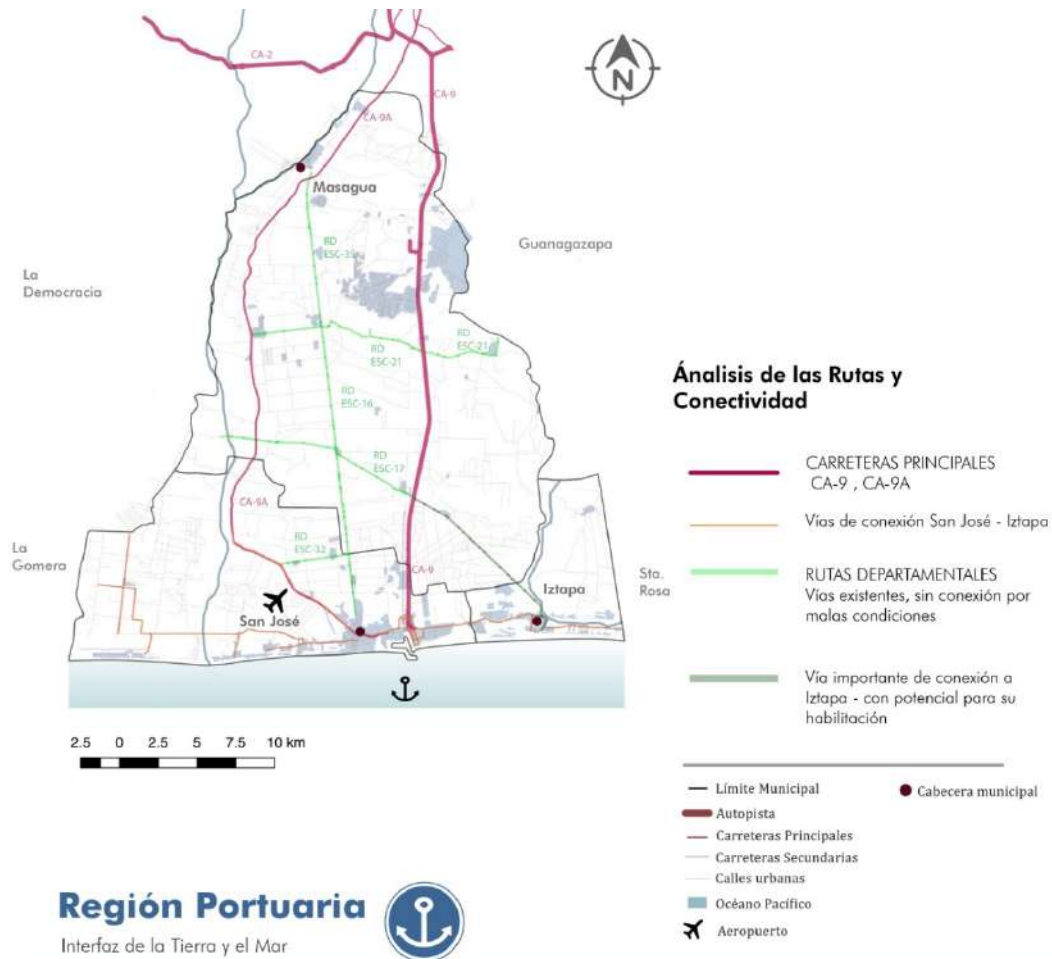 CA-2
CA-9
CA-9A
N
Masagua
Guanagazapa
RD
ESC-35
La
Democracia
RD
ESC-21
RD
ESC-21
RD
ESC-16
RD
ESC-17
CA-9A
RD
ESC-32
CA-9
La
Gomera
Iztapa
Sta.
Rosa
San José
2.5 0 2.5 5 7.5 10 km
Ánalisis de las Rutas y
Conectividad
CARRETERAS PRINCIPALES
CA-9 , CA-9A
Vías de conexión San José - Iztapa
RUTAS DEPARTAMENTALES
Vías existentes, sin conexión por
malas condiciones
Vía importante de conexión a
Iztapa - con potencial para su
habilitación
Límite Municipal
Cabecera municipal
Autopista
Carreteras Principales
Carreteras Secundarias
Calles urbanas
Océano Pacífico
Aeropuerto
Región Portuaria
Interfaz de la Tierra y el Mar